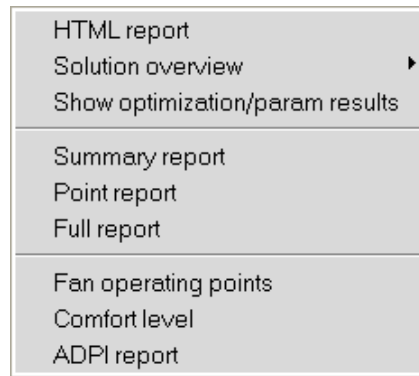 HTML report
Solution overview
Show optimization/param results
Summary report
Point report
Full report
Fan operating points
Comfort level
ADPI report